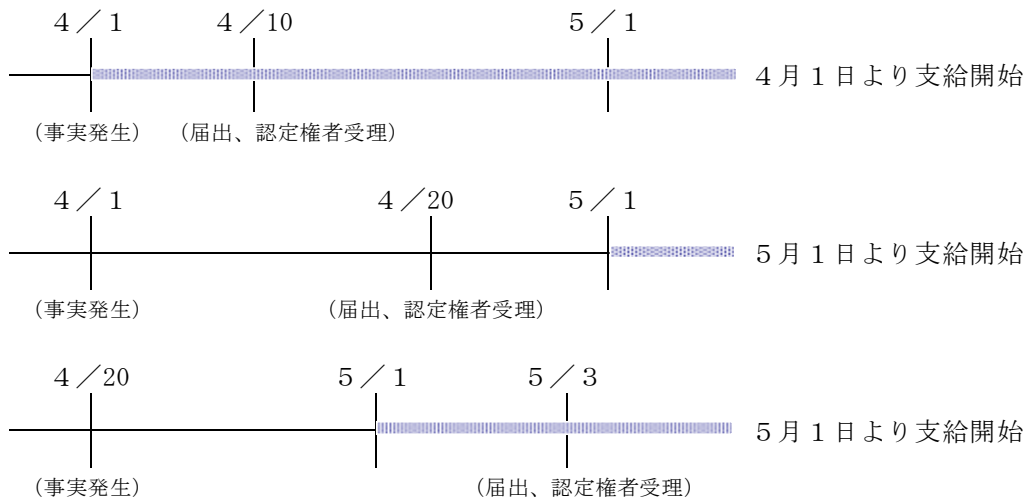 ４／１ ４／10 ５／１
４月１日より支給開始
（事実発生） （届出、認定権者受理）
４／１ ４／20 ５／１
５月１日より支給開始
（事実発生） （届出、認定権者受理）
４／20 ５／１ ５／３
５月１日より支給開始
（事実発生） （届出、認定権者受理）